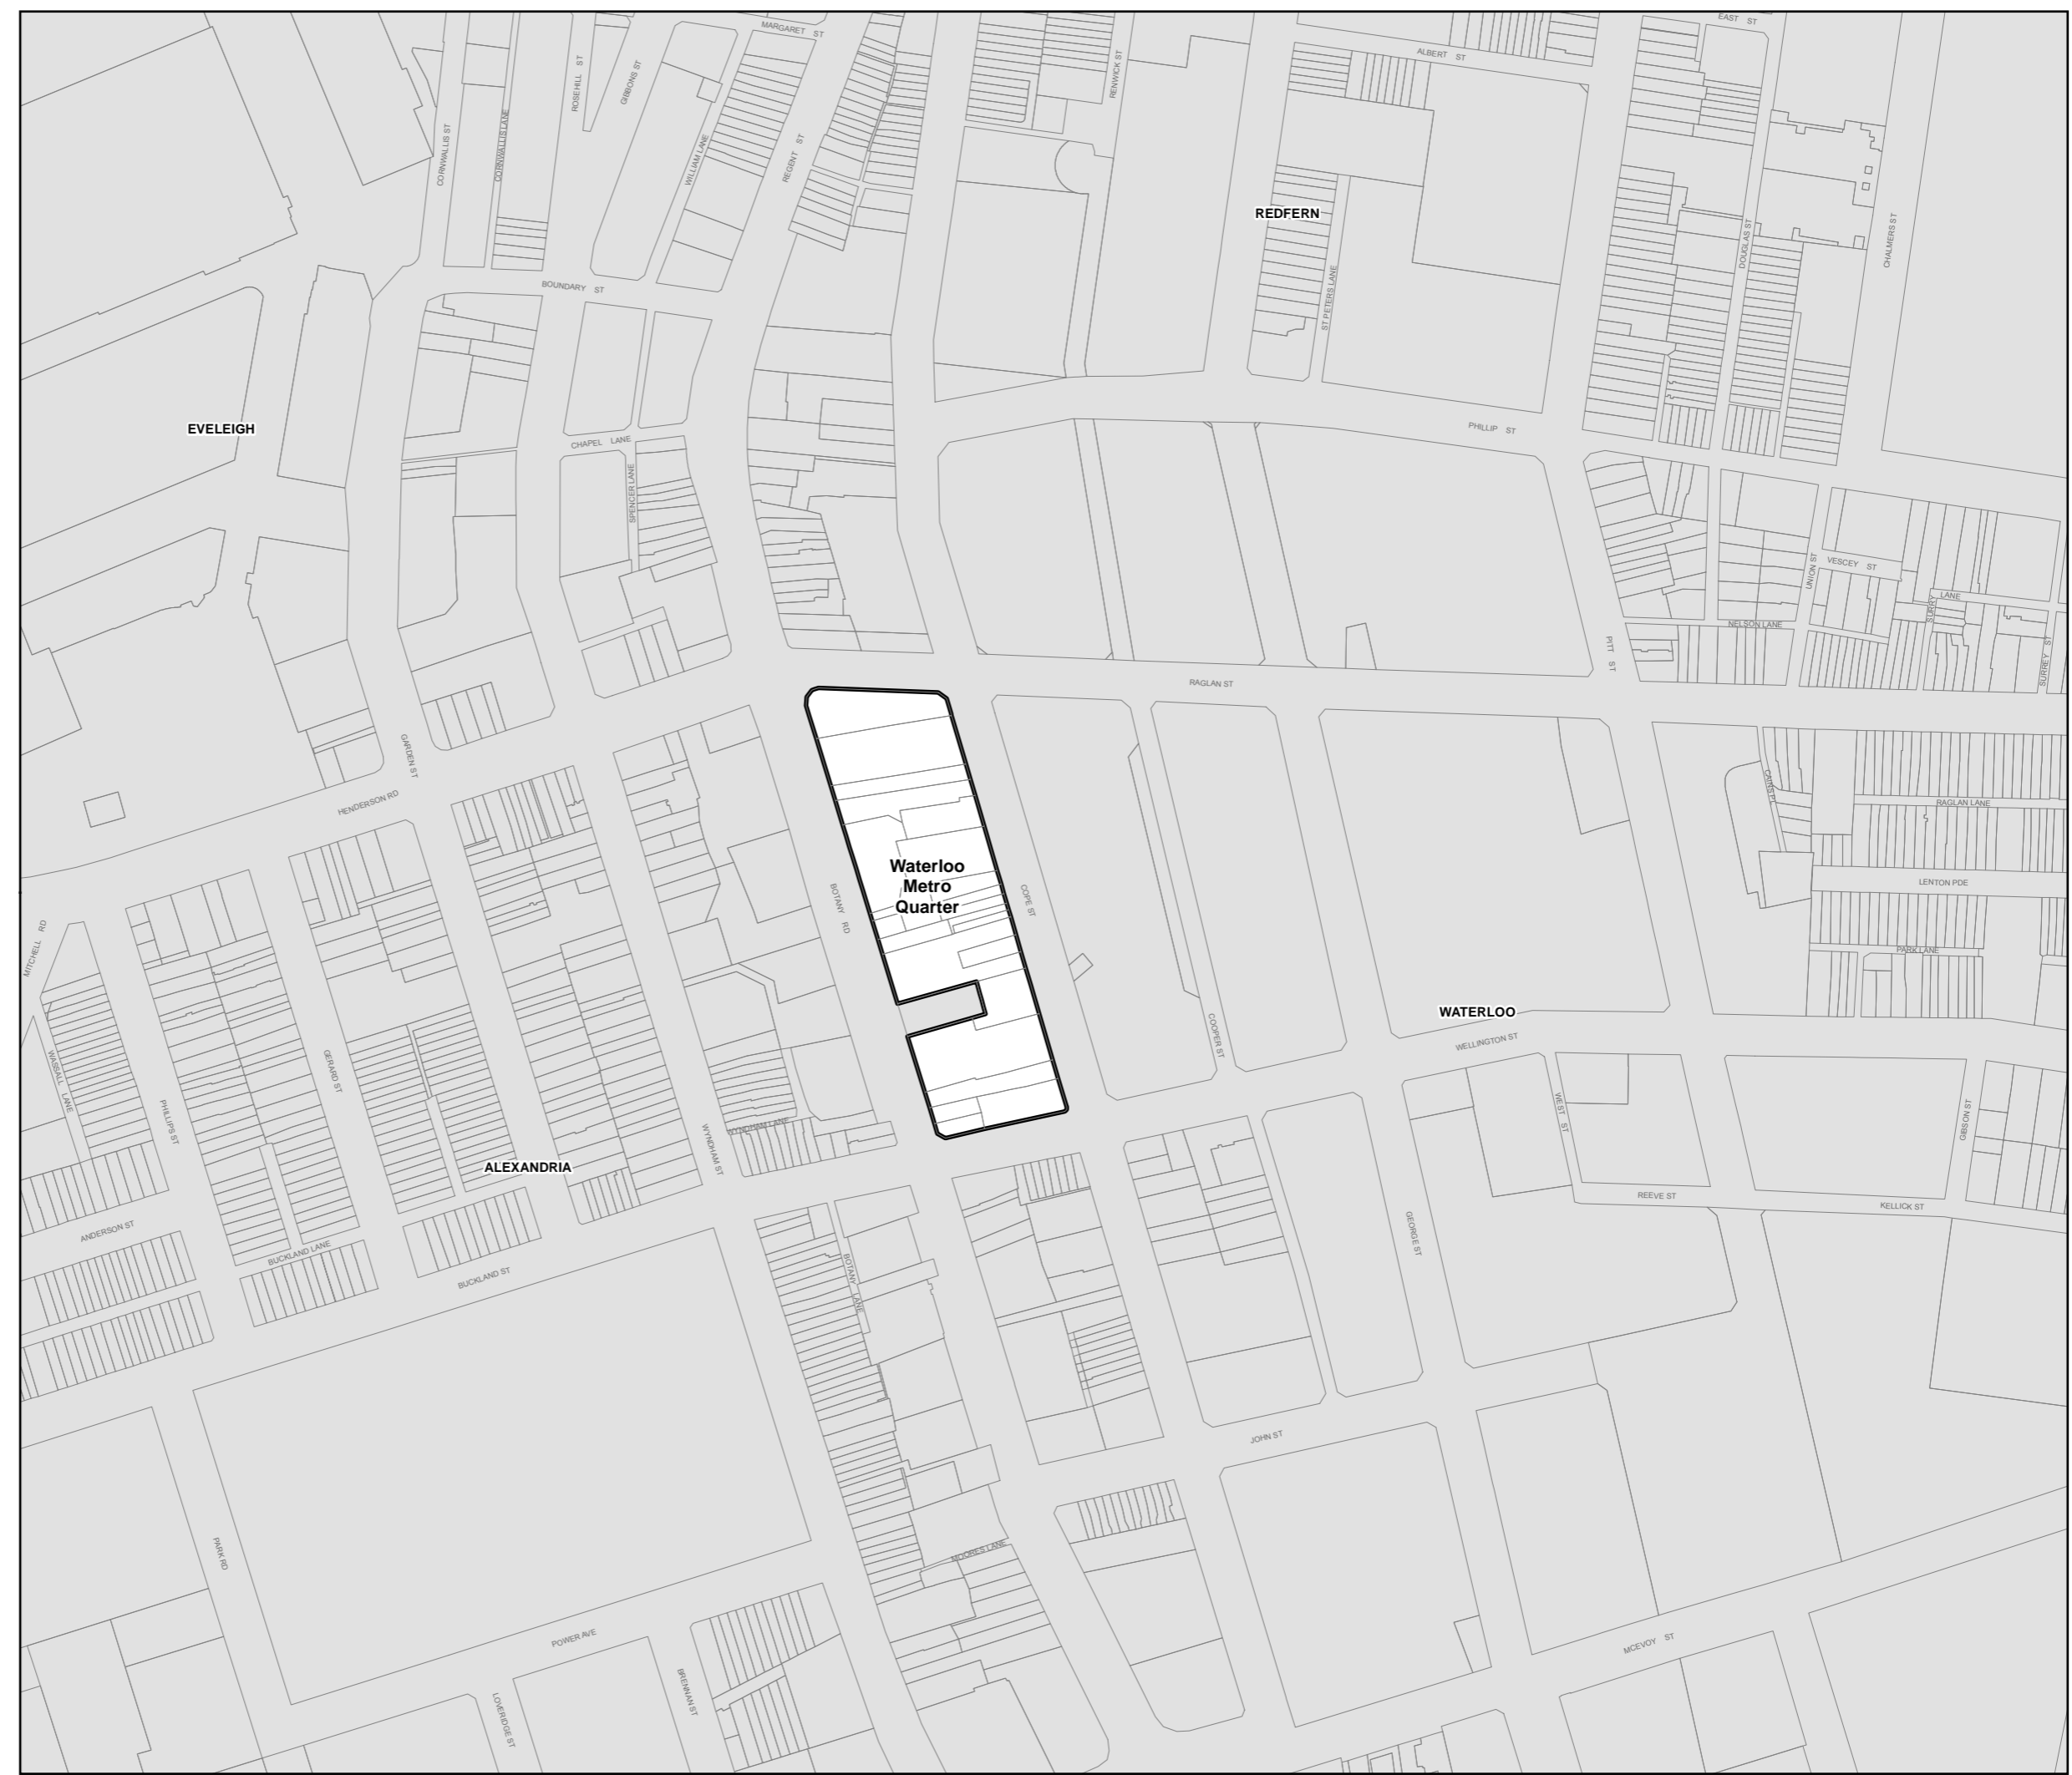 EAST ST
MARGARET ST
ALBERT ST
ROSEHILL ST
GIBBONS ST
RENWICK ST
CORNWALLIS ST
CORNWALLIS LANE
WILLIAM LANE
REGENT ST
REDFERN
DOUGLAS ST
CHALMERS ST
ST PETERS LANE
BOUNDARY ST
EVELEIGH
CHAPEL LANE
PHILLIP ST
SPENCER LANE
UNION ST
VESCEY ST
SURRY
LANE
NELSON LANE
PITT ST
SURREY ST
RAGLAN ST
GARDEN ST
HENDERSON RD
CAINS PL
RAGLAN LANE
Waterloo
Metro
Quarter
BOTANY RD
COPE ST
LENTON PDE
MITCHELL RD
PARK LANE
WATERLOO
COOPER ST
WELLINGTON ST
WASSALL LANE
GERARD ST
PHILLIPS ST
WYNDHAM LANE
WYNDHAM ST
WEST ST
GIBSON ST
ALEXANDRIA
REEVE ST
KELLICK ST
ANDERSON ST
BUCKLAND LANE
BUCKLAND ST
BOTANY LANE
GEORGE ST
JOHN ST
PARK RD
MOORES LANE
POWER AVE
MCEVOY ST
LOVERIDGE ST
BRENNAN ST